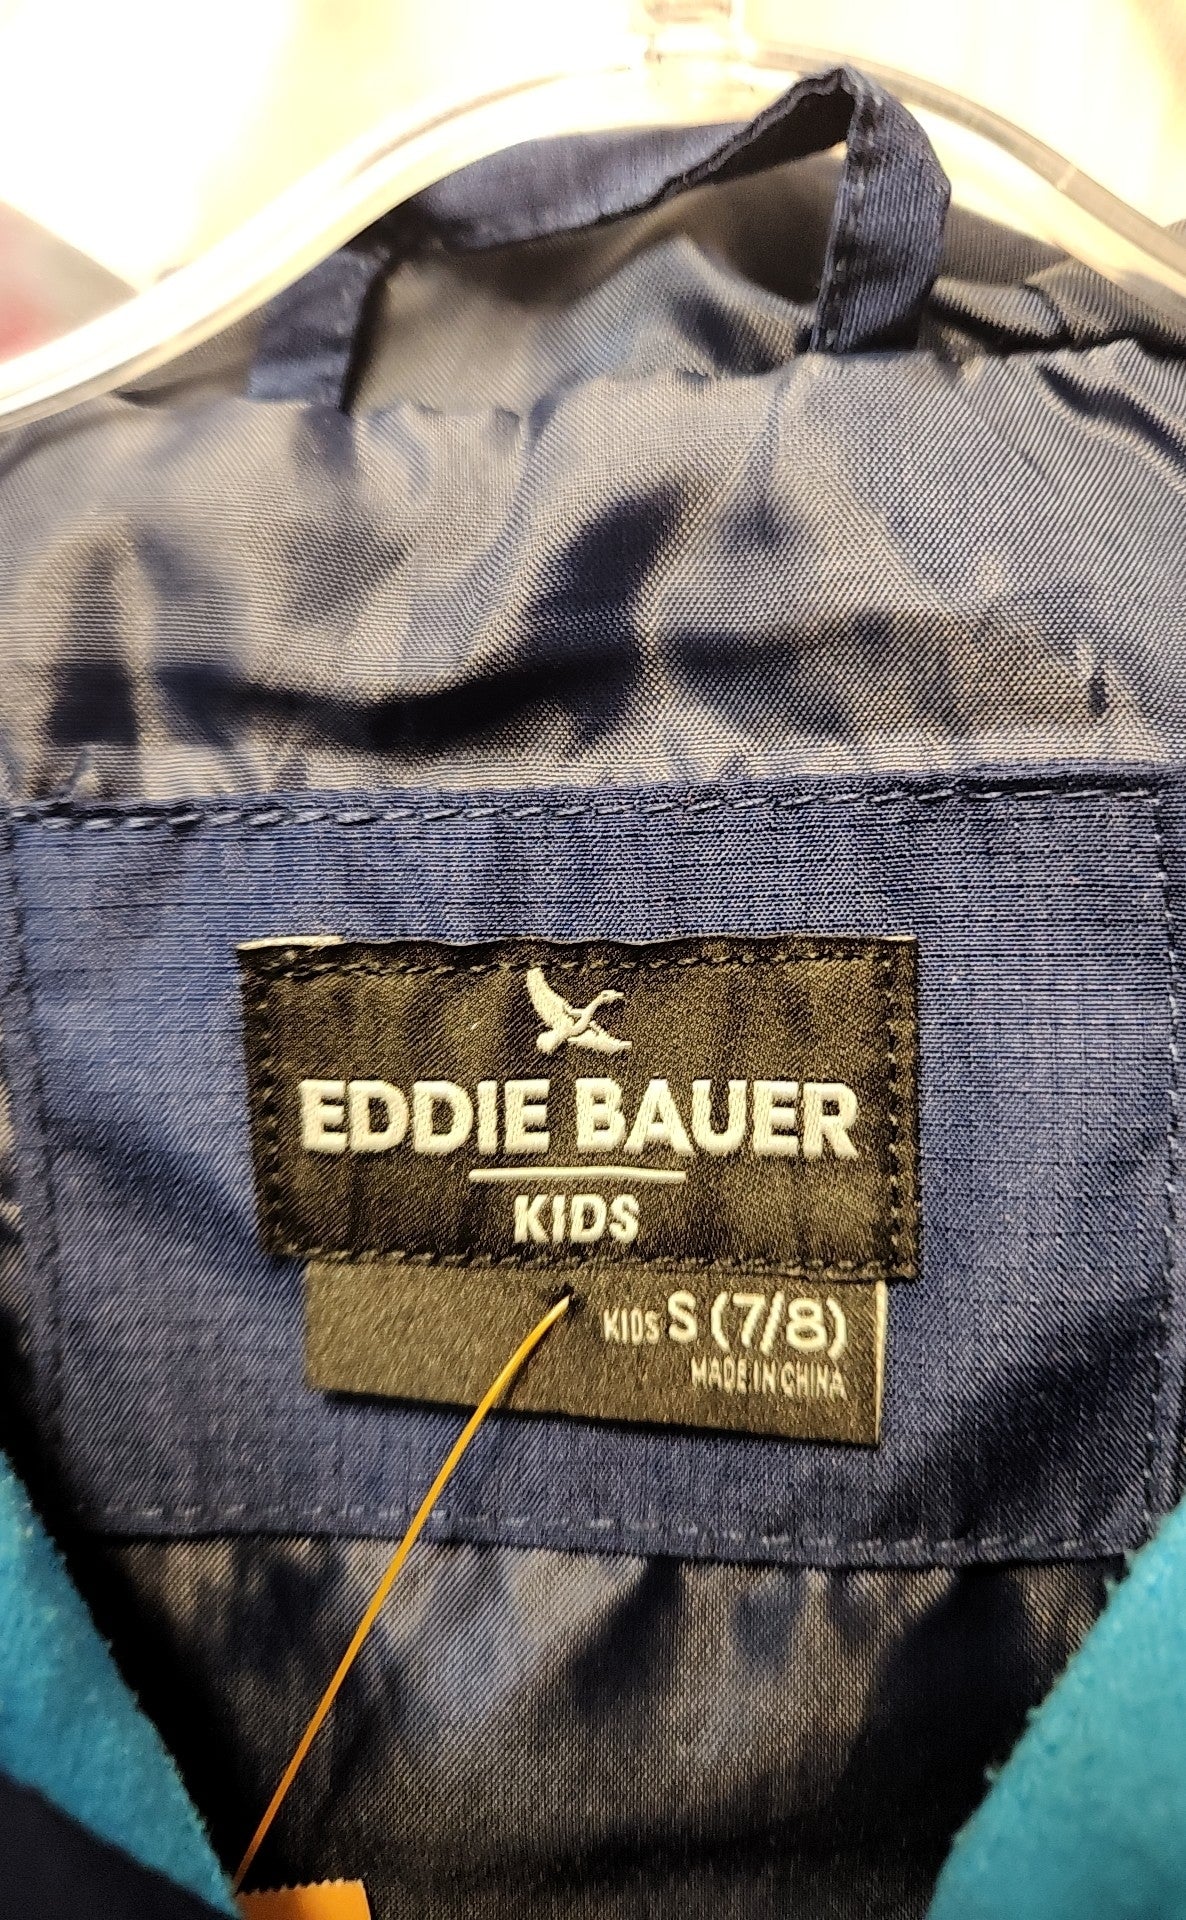 EDDIE BAUER
KIDS
KIDS S (7/8)
MADE IN CHINA